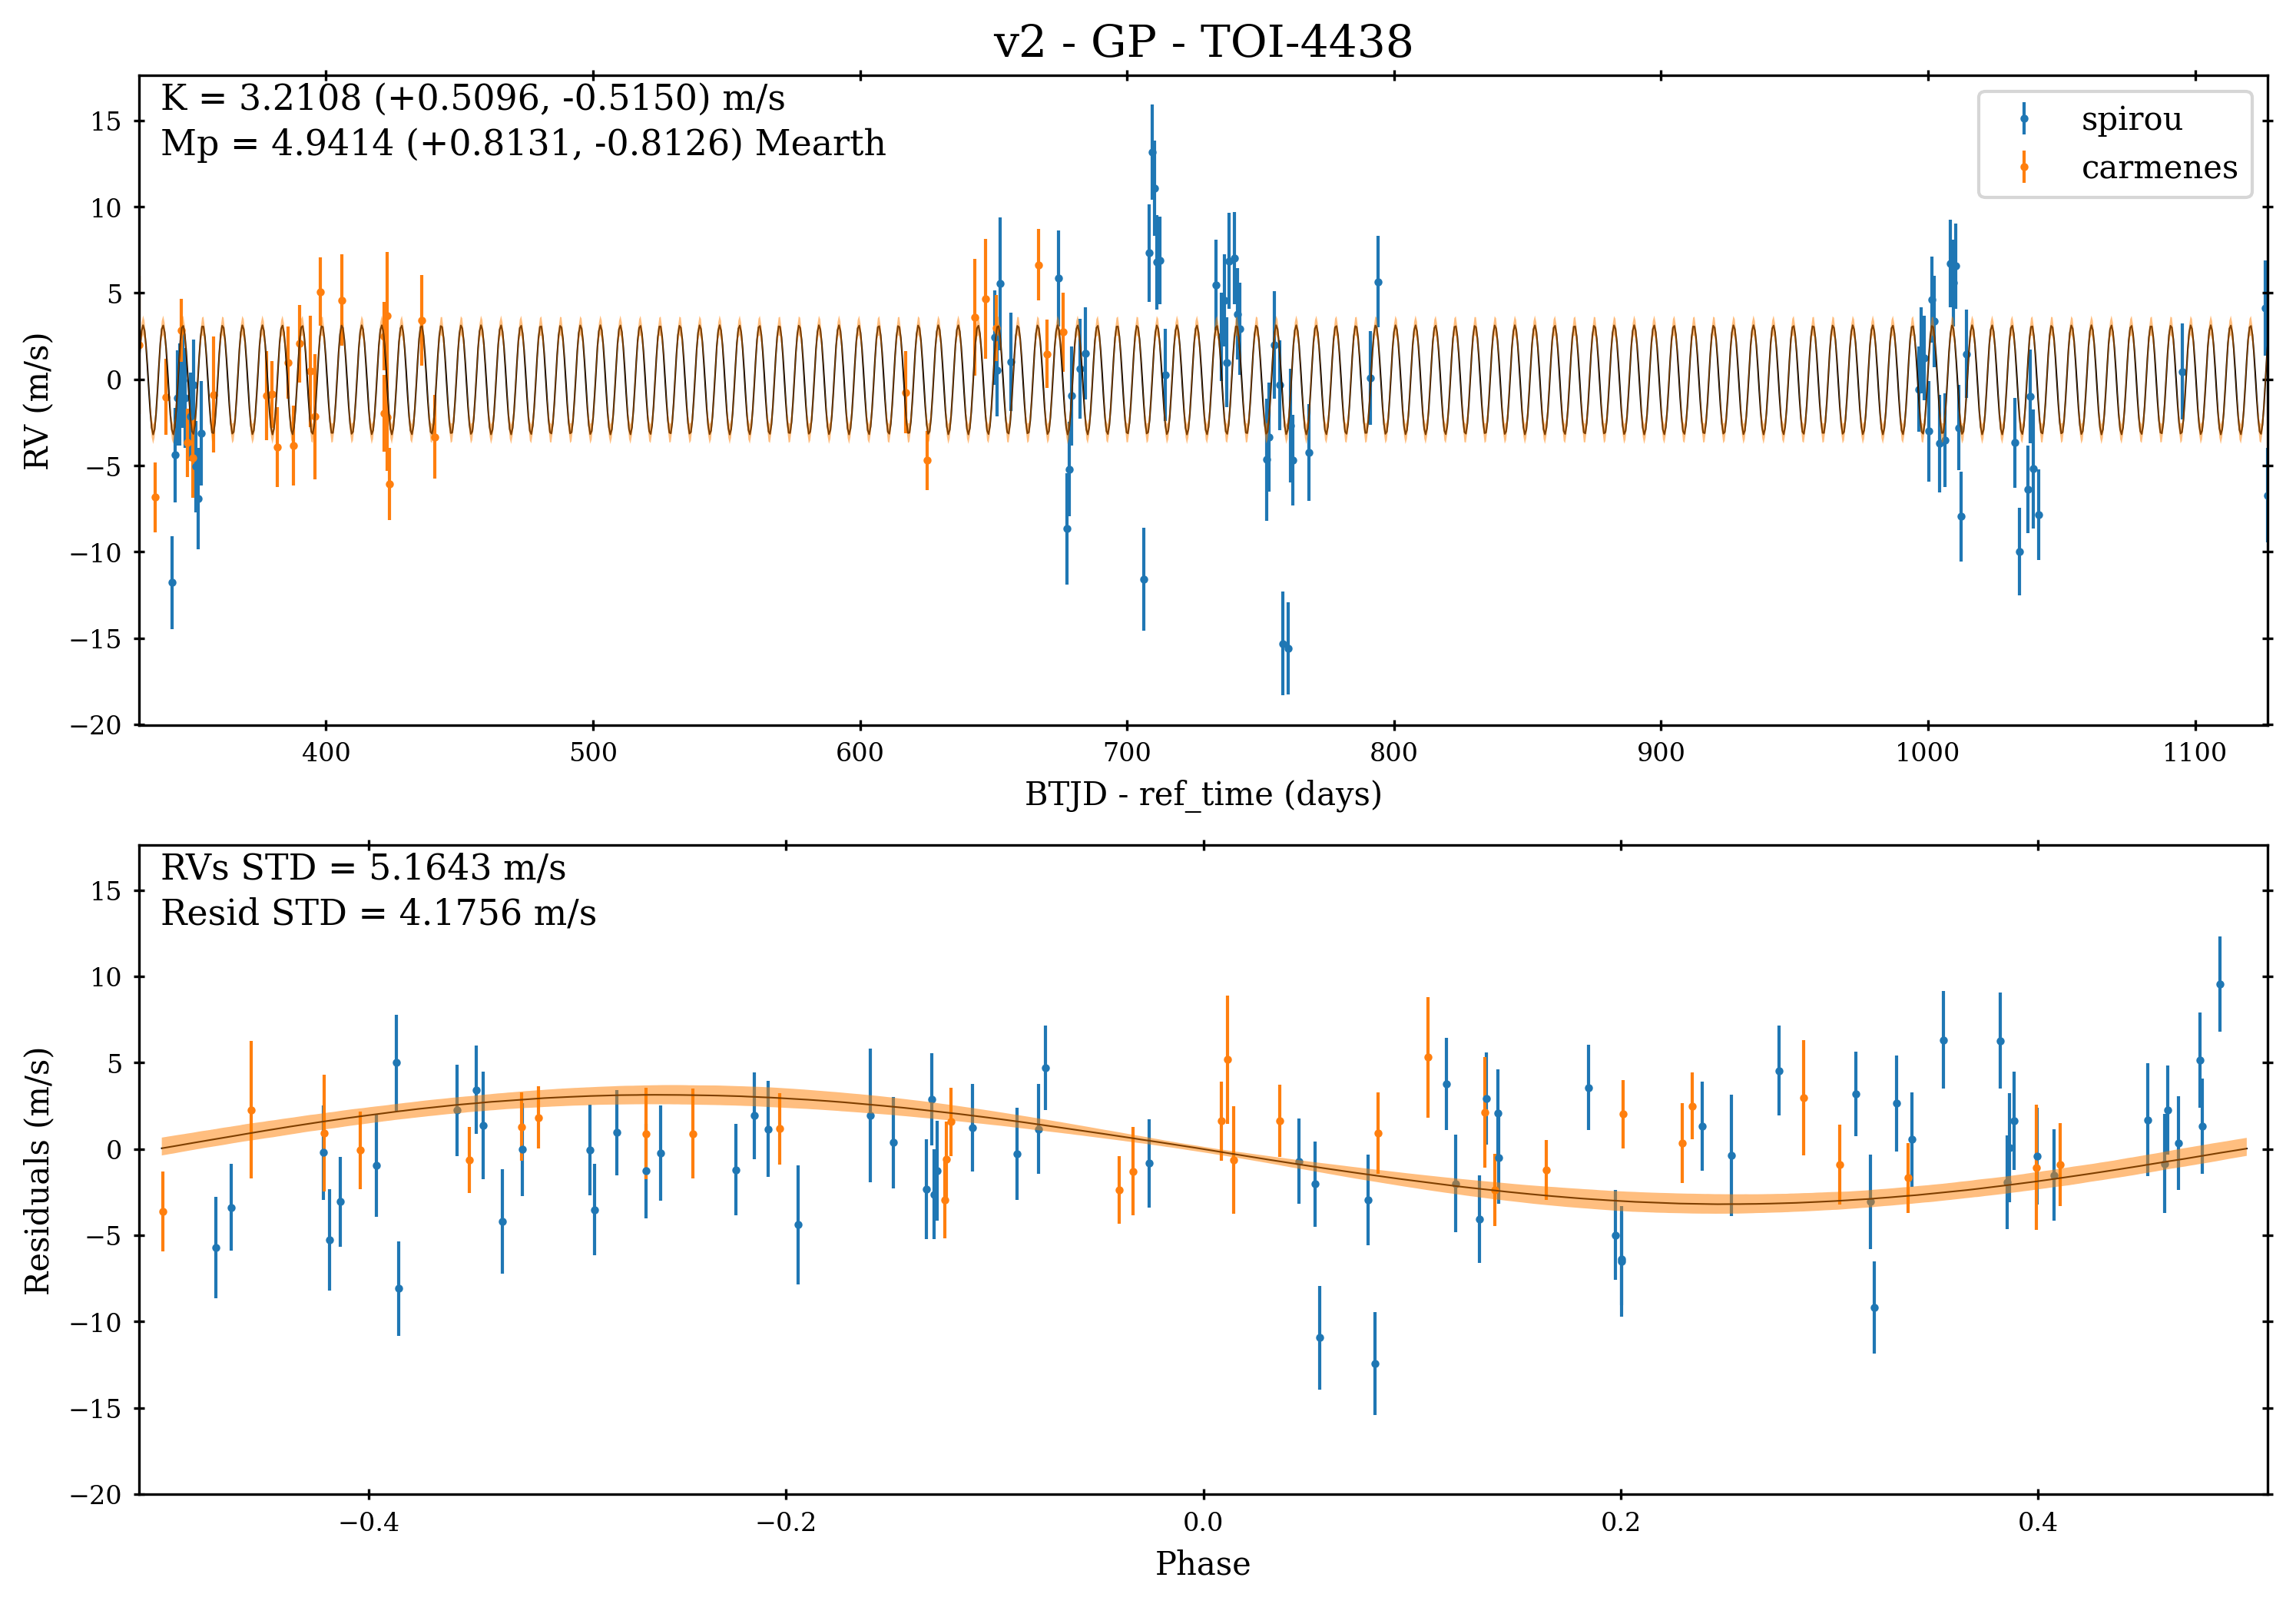 v2 - GP - TOI-4438
K = 3.2108 (+0.5096, -0.5150) m/s
Mp = 4.9414 (+0.8131, -0.8126) Mearth
spirou
carmenes
RV (m/s)
15
10
5
0
−5
−10
−15
−20
400 500 600 700 800 900 1000 1100
BTJD - ref_time (days)
RVs STD = 5.1643 m/s
Resid STD = 4.1756 m/s
Residuals (m/s)
15
10
5
0
−5
−10
−15
−20
−0.4 −0.2 0.0 0.2 0.4
Phase